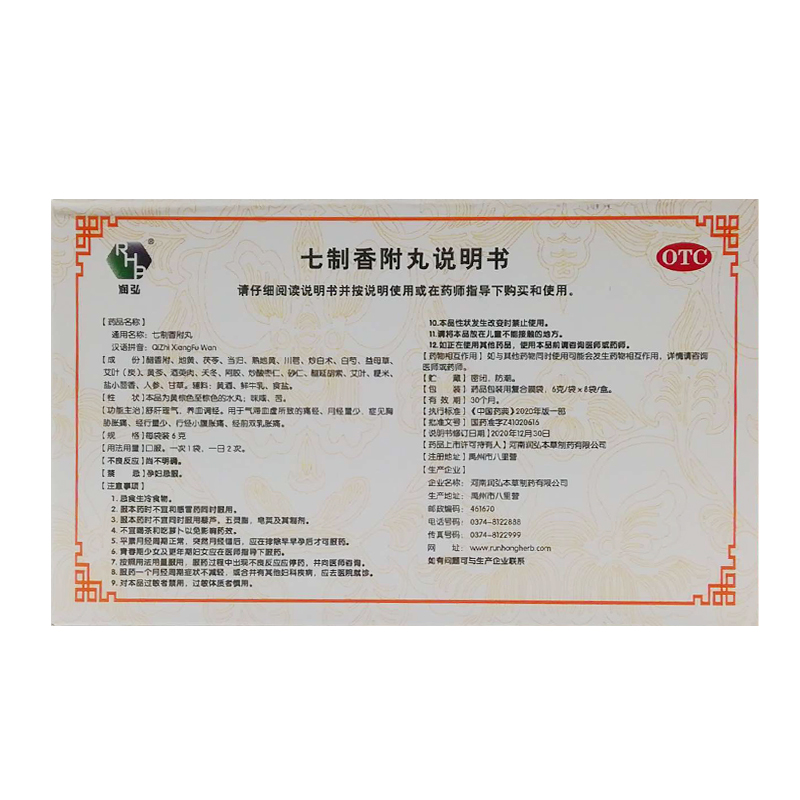 RHB
®
润弘
七制香附丸说明书
OTC
请仔细阅读说明书并按说明使用或在药师指导下购买和使用。
【药品名称】
通用名称：七制香附丸
汉语拼音：QiZhi XiangFu Wan
【成 份】醋香附、地黄、茯苓、当归、熟地黄、川芎、炒白术、白芍、益母草、
艾叶（炭）、黄芩、酒萸肉、天冬、阿胶、炒酸枣仁、砂仁、醋延胡索、艾叶、粳米、
盐小茴香、人参、甘草。辅料：黄酒、鲜牛乳、食盐。
【性 状】本品为黄棕色至棕色的水丸；味咸、苦。
【功能主治】舒肝理气，养血调经。用于气滞血虚所致的痛经、月经量少，症见胸
胁胀痛、经行量少、行经小腹胀痛、经前双乳胀痛。
【规 格】每袋装6克
【用法用量】口服。一次1袋，一日2次。
【不良反应】尚不明确。
【禁 忌】孕妇忌服。
【注意事项】
1. 忌食生冷食物。
2. 服本药时不宜和感冒药同时服用。
3. 服本药时不宜同时服用藜芦、五灵脂、皂荚及其制剂。
4. 不宜喝茶和吃萝卜以免影响药效。
5. 平素月经周期正常，突然月经错后，应在排除早早孕后才可服药。
6. 青春期少女及更年期妇女应在医师指导下服药。
7. 按照用法用量服用，服药过程中出现不良反应应停药，并向医师咨询。
8. 服药一个月经周期症状不减轻，或合并有其他妇科疾病，应去医院就诊。
9. 对本品过敏者禁用，过敏体质者慎用。
10.本品性状发生改变时禁止使用。
11.请将本品放在儿童不能接触的地方。
12.如正在使用其他药品，使用本品前请咨询医师或药师。
【药物相互作用】如与其他药物同时使用可能会发生药物相互作用，详情请咨询
医师或药师。
【贮 藏】密闭，防潮。
【包 装】药品包装用复合膜袋，6克/袋×8袋/盒。
【有 效 期】30个月。
【执行标准】《中国药典》2020年版一部
【批准文号】国药准字Z41020616
【说明书修订日期】2020年12月30日
【药品上市许可持有人】河南润弘本草制药有限公司
【注册地址】禹州市八里营
【生产企业】
企业名称：河南润弘本草制药有限公司
生产地址：禹州市八里营
邮政编码：461670
电话号码：0374-8122888
传真号码：0374-8122999
网 址：www.runhongherb.com
如有问题可与生产企业联系